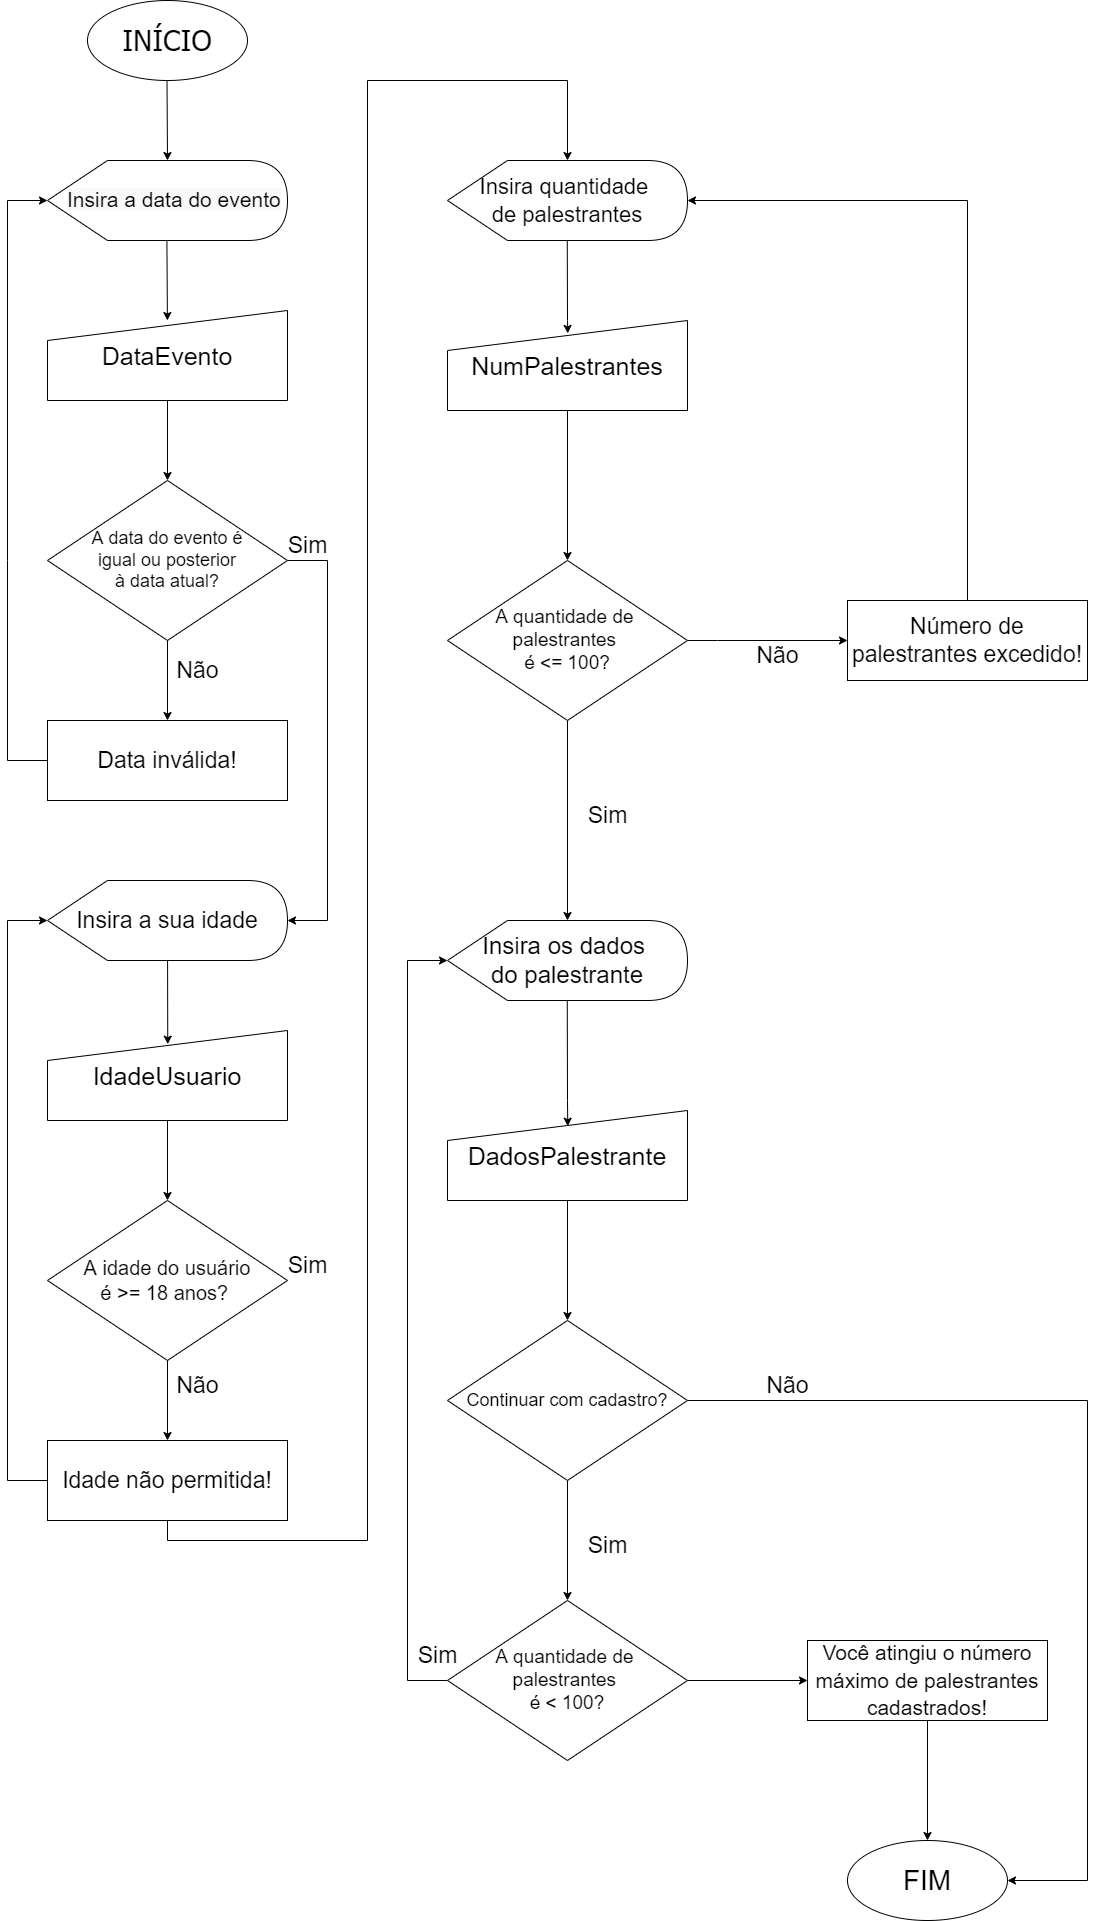 INÍCIO
Insira a data do evento
DataEvento
A data do evento é
igual ou posterior
à data atual?
Sim
Não
Data inválida!
Insira a sua idade
IdadeUsuario
A idade do usuário
é >= 18 anos?
Sim
Não
Idade não permitida!
Insira quantidade
de palestrantes
NumPalestrantes
A quantidade de
palestrantes
é <= 100?
Não
Número de
palestrantes excedido!
Sim
Insira os dados
do palestrante
DadosPalestrante
Continuar com cadastro?
Não
Sim
Sim
A quantidade de
palestrantes
é < 100?
Você atingiu o número
máximo de palestrantes
cadastrados!
FIM